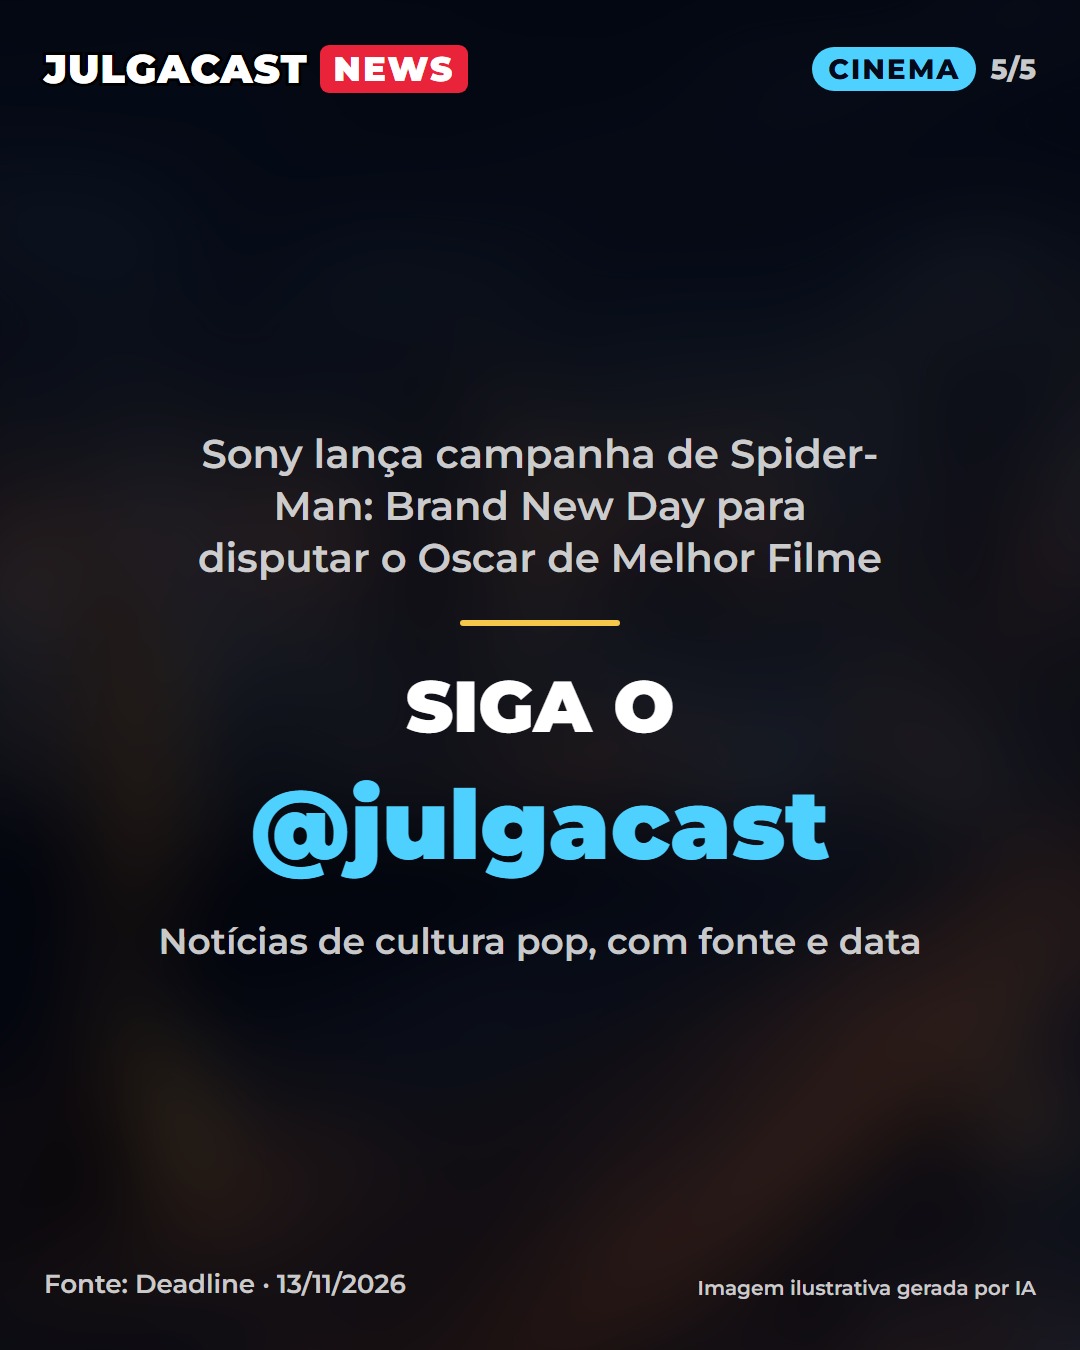 JULGACAST NEWS
CINEMA 5/5
Sony lança campanha de Spider-
Man: Brand New Day para
disputar o Oscar de Melhor Filme
SIGA O
@julgacast
Notícias de cultura pop, com fonte e data
Fonte: Deadline · 13/11/2026
Imagem ilustrativa gerada por IA